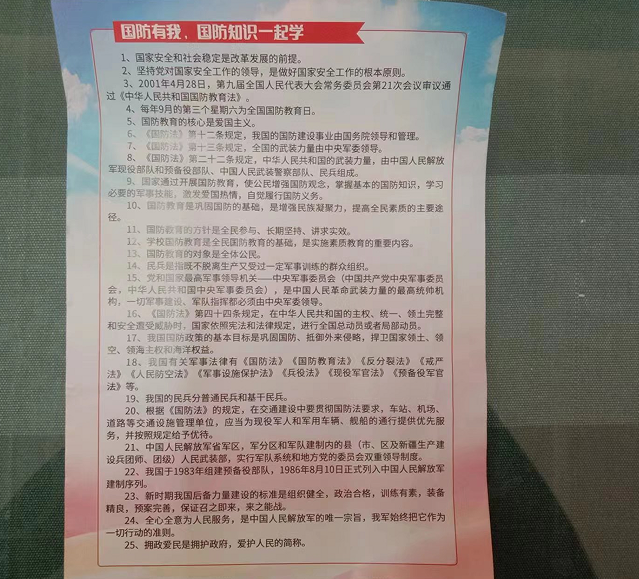 国防有我，国防知识一起学
1、国家安全和社会稳定是改革发展的前提。
2、坚持党对国家安全工作的领导，是做好国家安全工作的根本原则。
3、2001年4月28日，第九届全国人民代表大会常务委员会第21次会议审议通
过《中华人民共和国国防教育法》。
4、每年9月的第三个星期六为全国国防教育日。
5、国防教育的核心是爱国主义。
6、《国防法》第十二条规定，我国的国防建设事业由国务院领导和管理。
7、《国防法》第十三条规定，全国的武装力量由中央军委领导。
8、《国防法》第二十二条规定，中华人民共和国的武装力量，由中国人民解放
军现役部队和预备役部队、中国人民武装警察部队、民兵组成。
9、国家通过开展国防教育，使公民增强国防观念，掌握基本的国防知识，学习
必要的军事技能，激发爱国热情，自觉履行国防义务。
10、国防教育是巩固国防的基础，是增强民族凝聚力，提高全民素质的主要途
径。
11、国防教育的方针是全民参与、长期坚持、讲求实效。
12、学校国防教育是全民国防教育的基础，是实施素质教育的重要内容。
13、国防教育的对象是全体公民。
14、民兵是指既不脱离生产又受过一定军事训练的群众组织。
15、党和国家最高军事领导机关——中央军事委员会（中国共产党中央军事委员
会，中华人民共和国中央军事委员会），是中国人民革命武装力量的最高统帅机
构，一切军事建设、军队指挥都必须由中央军委领导。
16、《国防法》第四十四条规定，在中华人民共和国的主权、统一、领土完整
和安全遭受威胁时，国家依照宪法和法律规定，进行全国总动员或者局部动员。
17、我国国防政策的基本目标是巩固国防、抵御外来侵略，捍卫国家领土、领
空、领海主权和海洋权益。
18、我国有关军事法律有《国防法》《国防教育法》《反分裂法》《戒严
法》《人民防空法》《军事设施保护法》《兵役法》《现役军官法》《预备役军官
法》等。
19、我国的民兵分普通民兵和基干民兵。
20、根据《国防法》的规定，在交通建设中要贯彻国防法要求，车站、机场、
道路等交通设施管理单位，应当为现役军人和军用车辆、舰船的通行提供优先服
务，并按照规定给予优待。
21、中国人民解放军省军区，军分区和军队建制内的县（市、区及新疆生产建
设兵团师、团级）人民武装部，实行军队系统和地方党的委员会双重领导制度。
22、我国于1983年组建预备役部队，1986年8月10日正式列入中国人民解放军
建制序列。
23、新时期我国后备力量建设的标准是组织健全，政治合格，训练有素，装备
精良，预案完善，保证召之即来，来之能战。
24、全心全意为人民服务，是中国人民解放军的唯一宗旨，我军始终把它作为
一切行动的准则。
25、拥政爱民是拥护政府，爱护人民的简称。